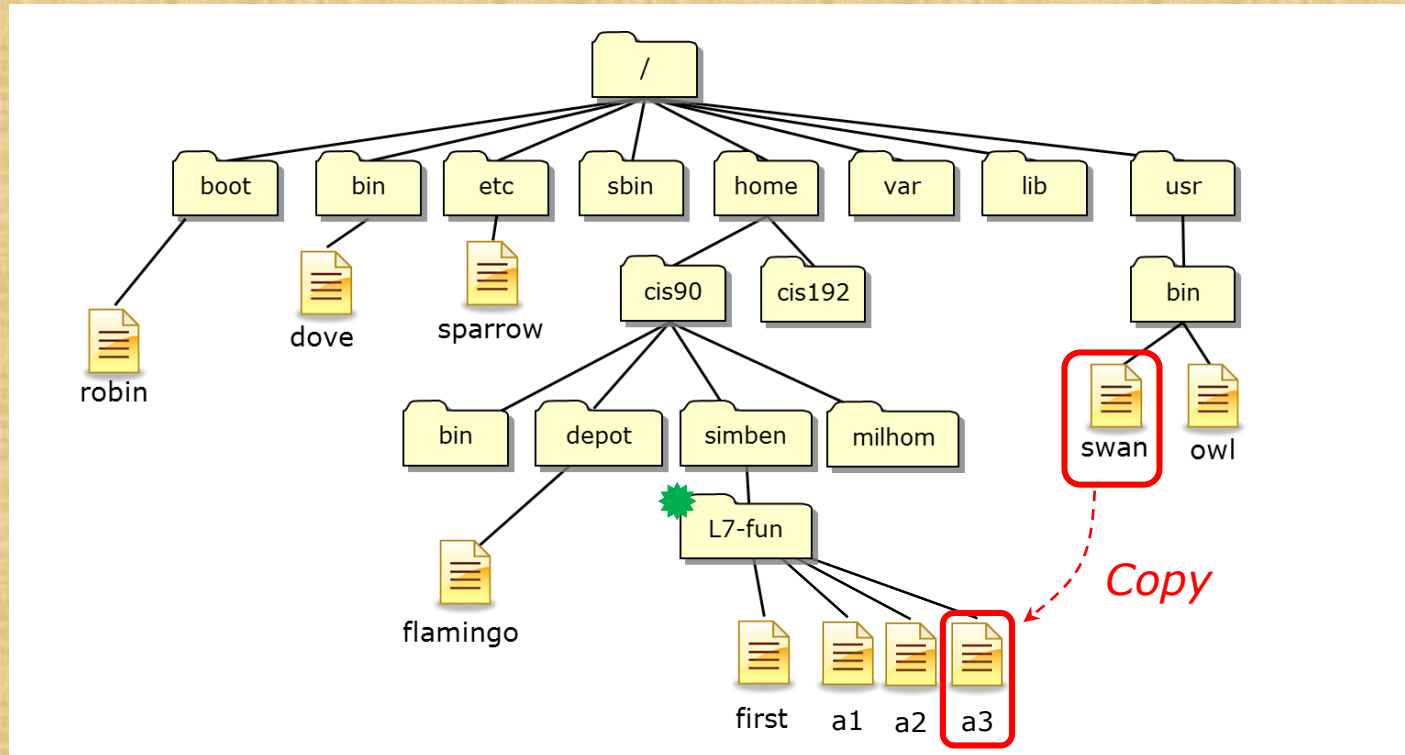 /
boot bin etc sbin home var lib usr
cis90 cis192 bin
robin dove sparrow
bin depot simben milhom swan owl
L7-fun
Copy
flamingo
first a1 a2 a3